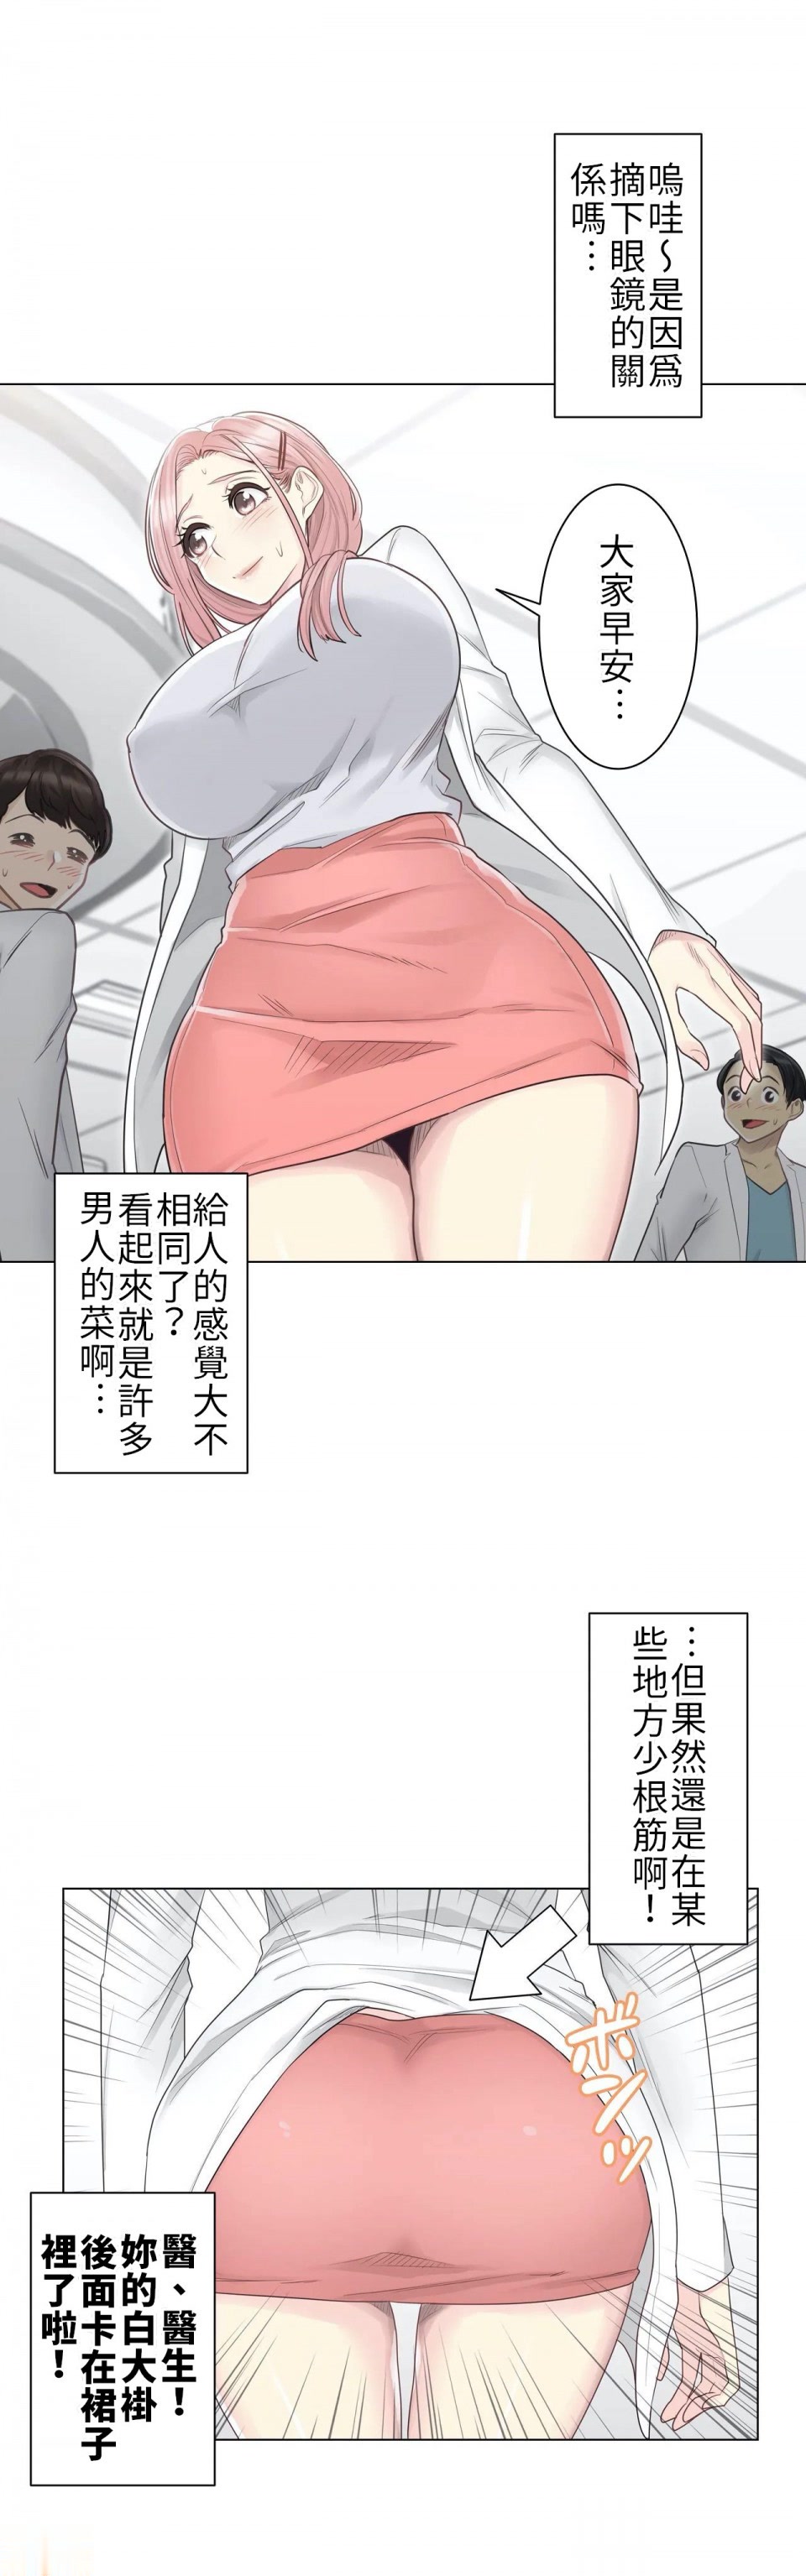 嗚哇～是因為
摘下眼鏡的關
係嗎…
大家早安…
給人的感覺大不
相同了？
看起來就是許多
男人的菜啊…
…但果然還是在某
些地方少根筋啊！
ボンッ
醫、醫生！
妳的白大褂
後面卡在裙子
裡了啦！